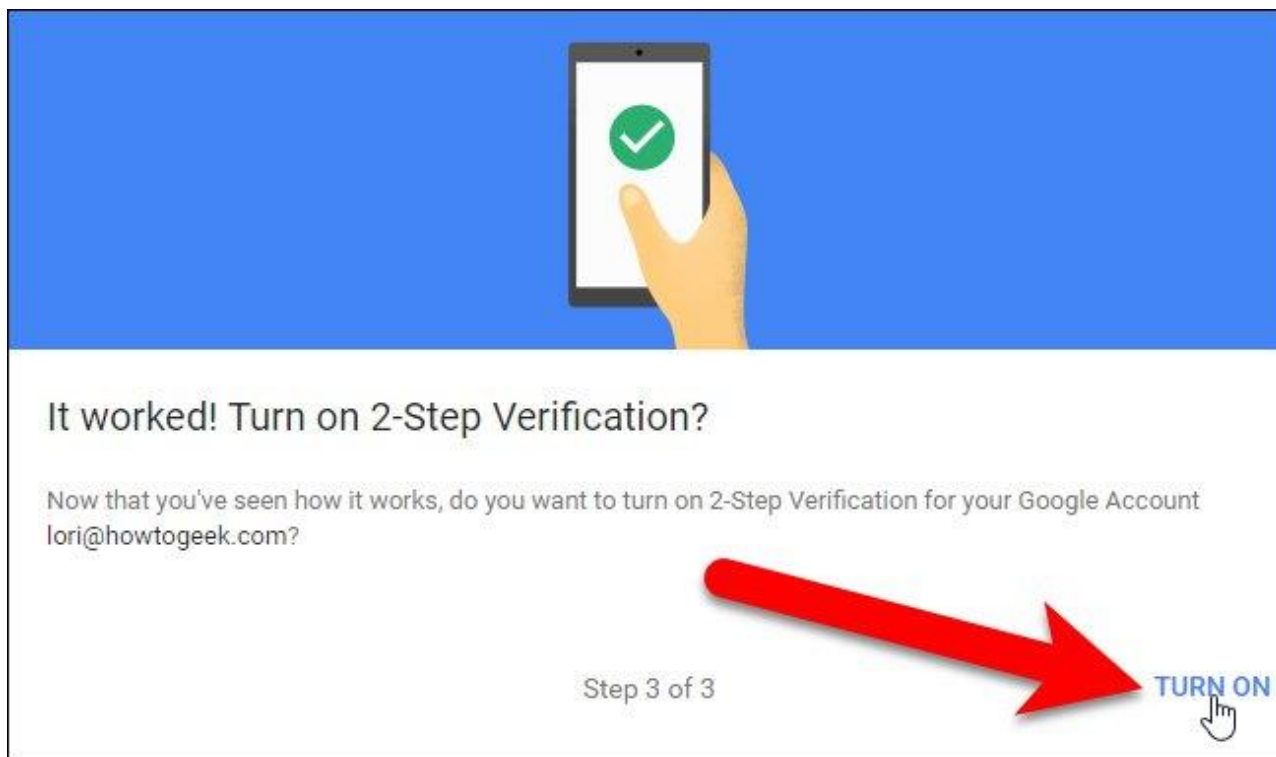 It worked! Turn on 2-Step Verification?
Now that you've seen how it works, do you want to turn on 2-Step Verification for your Google Account
lori@howtogeek.com?
Step 3 of 3
TURN ON